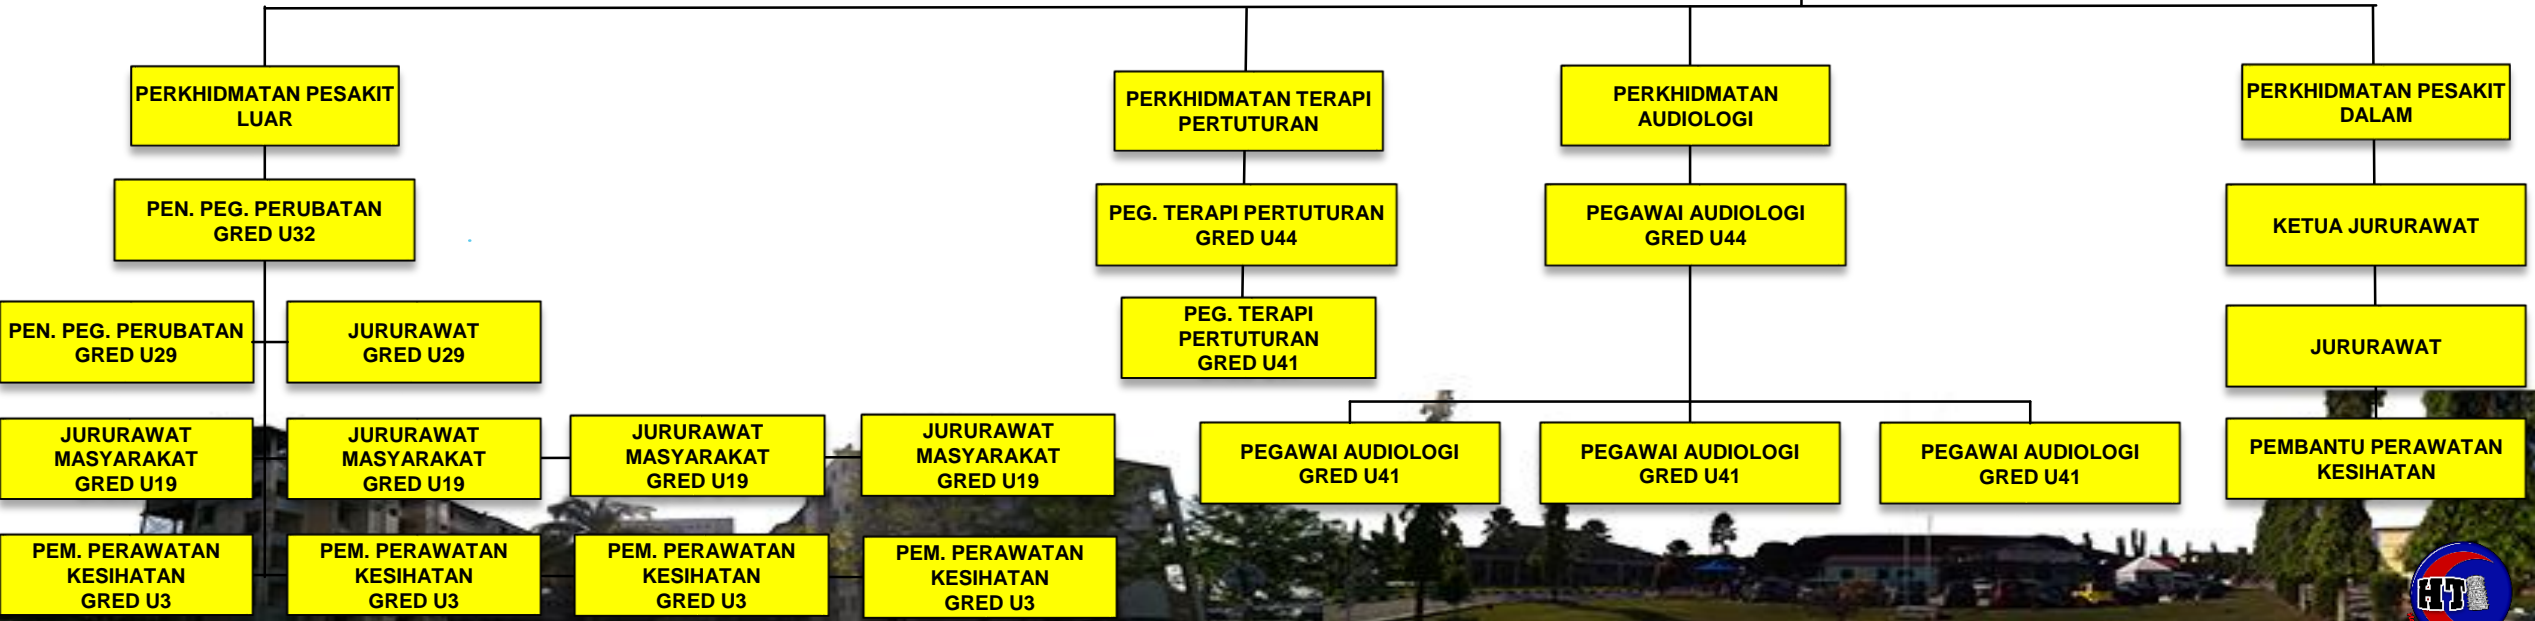 PERKHIDMATAN PESAKIT
LUAR
PERKHIDMATAN TERAPI
PERTUTURAN
PERKHIDMATAN
AUDIOLOGI
PERKHIDMATAN PESAKIT
DALAM
PEN. PEG. PERUBATAN
GRED U32
PEG. TERAPI PERTUTURAN
GRED U44
PEGAWAI AUDIOLOGI
GRED U44
KETUA JURURAWAT
PEN. PEG. PERUBATAN
GRED U29
JURURAWAT
GRED U29
PEG. TERAPI
PERTUTURAN
GRED U41
JURURAWAT
JURURAWAT
MASYARAKAT
GRED U19
JURURAWAT
MASYARAKAT
GRED U19
JURURAWAT
MASYARAKAT
GRED U19
JURURAWAT
MASYARAKAT
GRED U19
PEGAWAI AUDIOLOGI
GRED U41
PEGAWAI AUDIOLOGI
GRED U41
PEGAWAI AUDIOLOGI
GRED U41
PEMBANTU PERAWATAN
KESIHATAN
PEM. PERAWATAN
KESIHATAN
GRED U3
PEM. PERAWATAN
KESIHATAN
GRED U3
PEM. PERAWATAN
KESIHATAN
GRED U3
PEM. PERAWATAN
KESIHATAN
GRED U3
HTI